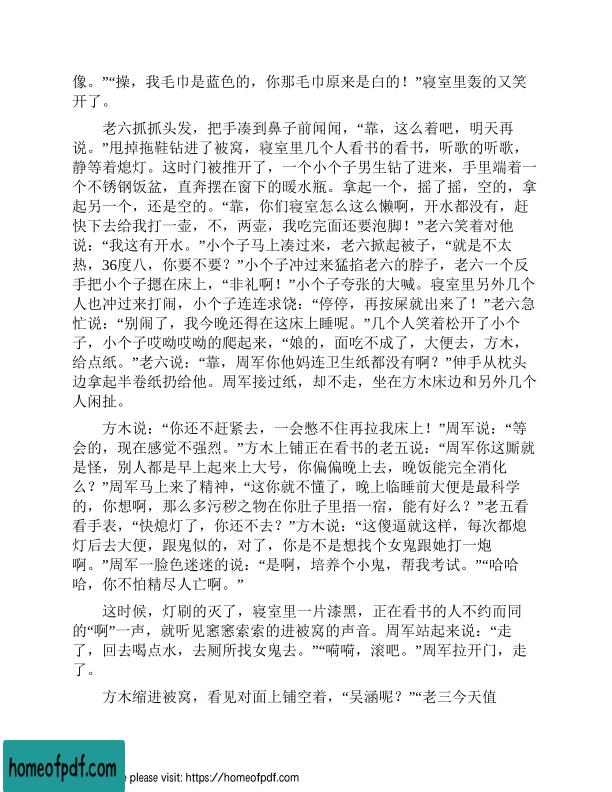 像。”“操，我毛巾是蓝色的，你那毛巾原来是白的！”寝室里轰的又笑
开了。
老六抓抓头发，把手凑到鼻子前闻闻，“靠，这么着吧，明天再
说。”甩掉拖鞋钻进了被窝，寝室里几个人看书的看书，听歌的听歌，
静等着熄灯。这时门被推开了，一个小个子男生钻了进来，手里端着一
个不锈钢饭盆，直奔摆在窗下的暖水瓶。拿起一个，摇了摇，空的，拿
起另一个，还是空的。“靠，你们寝室怎么这么懒啊，开水都没有，赶
快下去给我打一壶，不，两壶，我吃完面还要泡脚！”老六笑着对他
说：“我这有开水。”小个子马上凑过来，老六掀起被子，“就是不太
热，36度八，你要不要？”小个子冲过来猛掐老六的脖子，老六一个反
手把小个子摁在床上，“非礼啊！”小个子夸张的大喊。寝室里另外几个
人也冲过来打闹，小个子连连求饶：“停停，再按屎就出来了！”老六急
忙说：“别闹了，我今晚还得在这床上睡呢。”几个人笑着松开了小个
子，小个子哎呦哎呦的爬起来，“娘的，面吃不成了，大便去，方木，
给点纸。”老六说：“靠，周军你他妈连卫生纸都没有啊？”伸手从枕头
边拿起半卷纸扔给他。周军接过纸，却不走，坐在方木床边和另外几个
人闲扯。
方木说：“你还不赶紧去，一会憋不住再拉我床上！”周军说：“等
会的，现在感觉不强烈。”方木上铺正在看书的老五说：“周军你这厮就
是怪，别人都是早上起来上大号，你偏偏晚上去，晚饭能完全消化
么？”周军马上来了精神，“这你就不懂了，晚上临睡前大便是最科学
的，你想啊，那么多污秽之物在你肚子里捂一宿，能有好么？”老五看
看手表，“快熄灯了，你还不去？”方木说：“这傻逼就这样，每次都熄
灯后去大便，跟鬼似的，对了，你是不是想找个女鬼跟她打一炮
啊。”周军一脸色迷迷的说：“是啊，培养个小鬼，帮我考试。”“哈哈
哈，你不怕精尽人亡啊。”
这时候，灯刷的灭了，寝室里一片漆黑，正在看书的人不约而同
的“啊”一声，就听见窸窸索索的进被窝的声音。周军站起来说：“走
了，回去喝点水，去厕所找女鬼去。”“嗬嗬，滚吧。”周军拉开门，走
了。
方木缩进被窝，看见对面上铺空着，“吴涵呢？”“老三今天值
homeofpdf.com
e please visit: https://homeofpdf.com